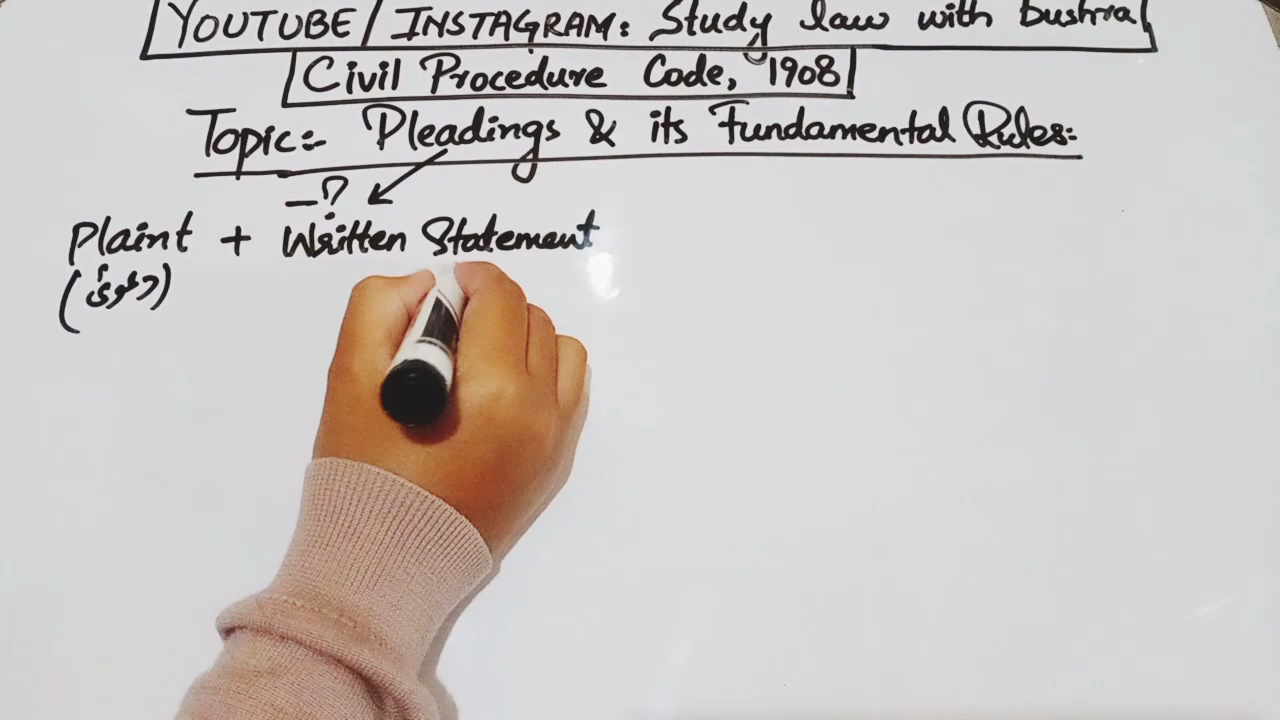 YOUTUBE/INSTAGRAM: Study law with bushra
Civil Procedure Code, 1908
Topic:- Pleadings & its Fundamental Rules:
_?
Plaint + Written Statement
(دعویٰ)